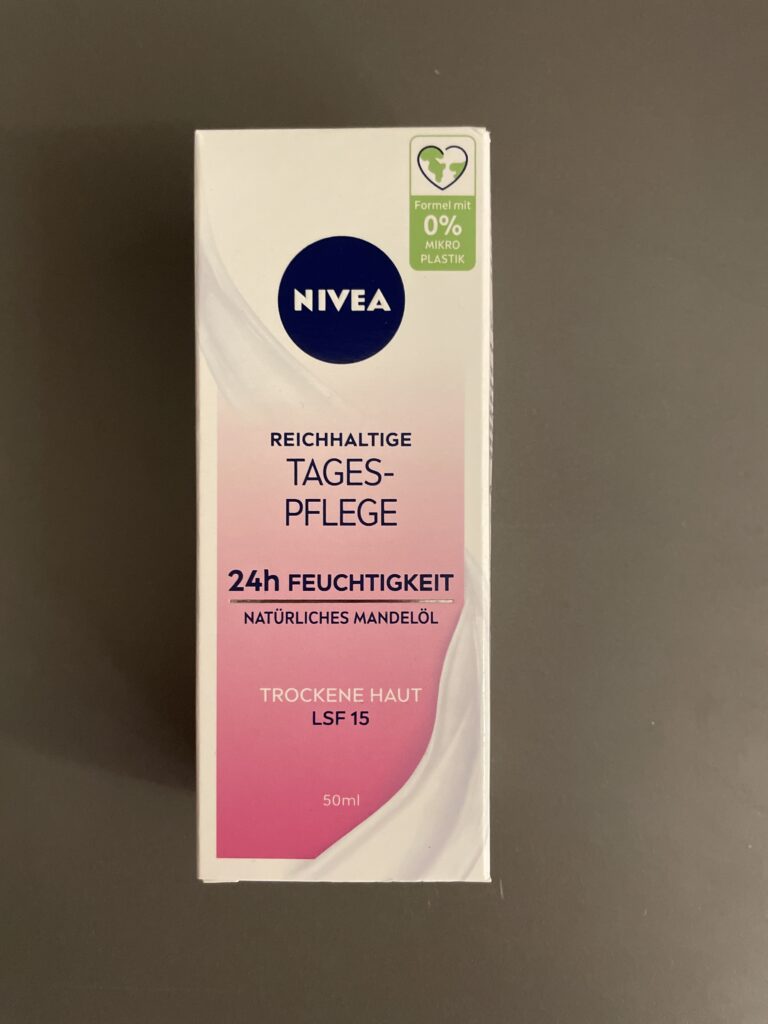 Formel mit
0%
MIKRO
PLASTIK
NIVEA
REICHHALTIGE
TAGES-
PFLEGE
24h FEUCHTIGKEIT
NATÜRLICHES MANDELÖL
TROCKENE HAUT
LSF 15
50ml